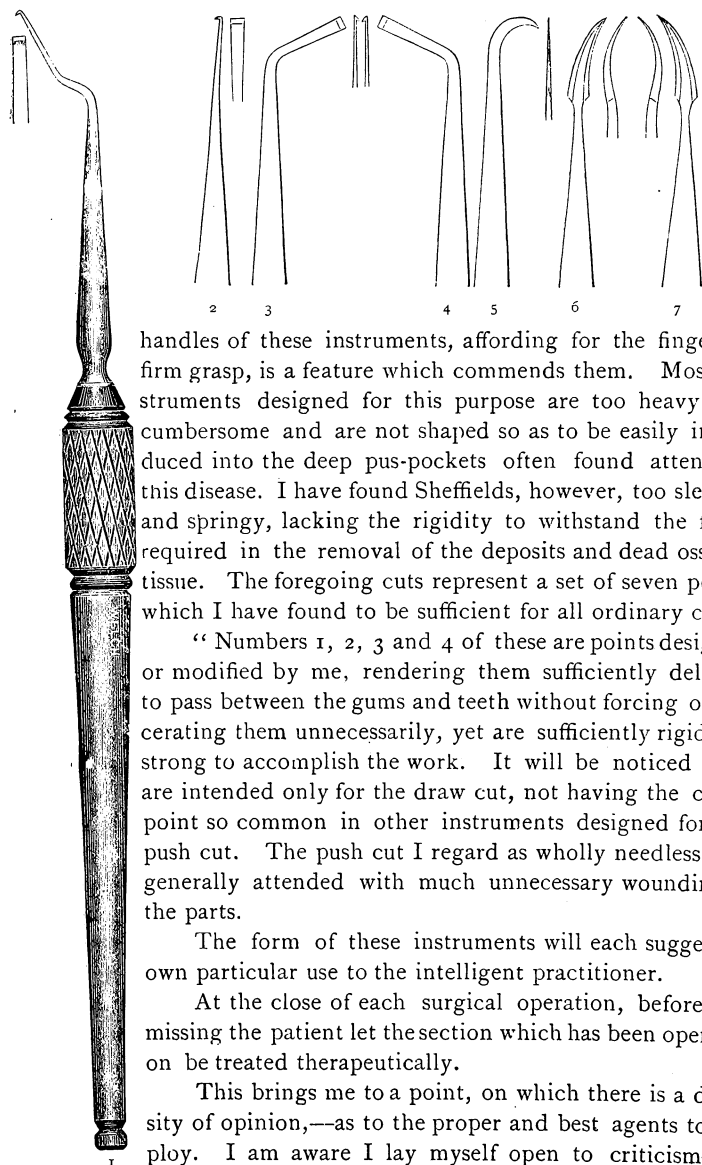 2 3 4 5 6 7
handles of these instruments, affording for the finge
firm grasp, is a feature which commends them. Mos
struments designed for this purpose are too heavy
cumbersome and are not shaped so as to be easily in
duced into the deep pus-pockets often found atten
this disease. I have found Sheffields, however, too sle
and springy, lacking the rigidity to withstand the
required in the removal of the deposits and dead oss
tissue. The foregoing cuts represent a set of seven p
which I have found to be sufficient for all ordinary c
“ Numbers 1, 2, 3 and 4 of these are points desi
or modified by me, rendering them sufficiently del
to pass between the gums and teeth without forcing o
cerating them unnecessarily, yet are sufficiently rigid
strong to accomplish the work. It will be noticed
are intended only for the draw cut, not having the c
point so common in other instruments designed for
push cut. The push cut I regard as wholly needless
generally attended with much unnecessary woundin
the parts.
The form of these instruments will each sugge
own particular use to the intelligent practitioner.
At the close of each surgical operation, before
missing the patient let the section which has been oper
on be treated therapeutically.
This brings me to a point, on which there is a d
sity of opinion,—as to the proper and best agents to
ploy. I am aware I lay myself open to criticism
1